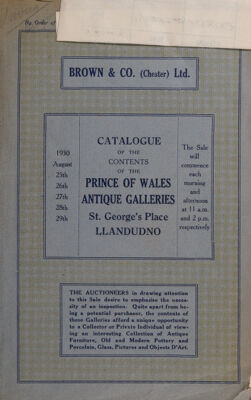 By Order of
BROWN & CO. (Chester) Ltd.
1930
August
25th
26th
27th
28th
29th
CATALOGUE
OF THE
CONTENTS
OF THE
PRINCE OF WALES
ANTIQUE GALLERIES
St. George's Place
LLANDUDNO
The Sale
will
commence
each
morning
and
afternoon
at 11 a.m.
and 2 p.m.
respectively
THE AUCTIONEERS in drawing attention
to this Sale desire to emphasise the neces-
sity of an inspection. Quite apart from be-
ing a potential purchaser, the contents of
these Galleries afford a unique opportunity
to a Collector or Private Individual of view-
ing an interesting Collection of Antique
Furniture, Old and Modern Pottery and
Porcelain, Glass, Pictures and Objects D'Art.